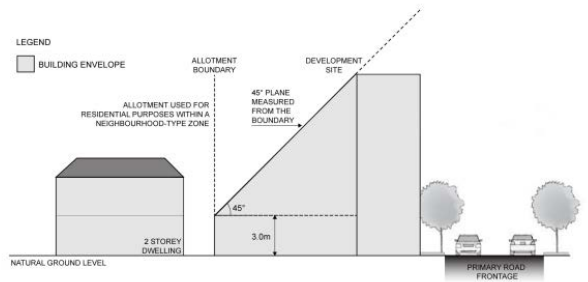 LEGEND
BUILDING ENVELOPE
ALLOTMENT
BOUNDARY
DEVELOPMENT
SITE
45° PLANE
MEASURED
FROM THE
BOUNDARY
ALLOTMENT USED FOR
RESIDENTIAL PURPOSES WITHIN A
NEIGHBOURHOOD-TYPE ZONE
45°
3.0m
2 STOREY
DWELLING
NATURAL GROUND LEVEL
PRIMARY ROAD
FRONTAGE